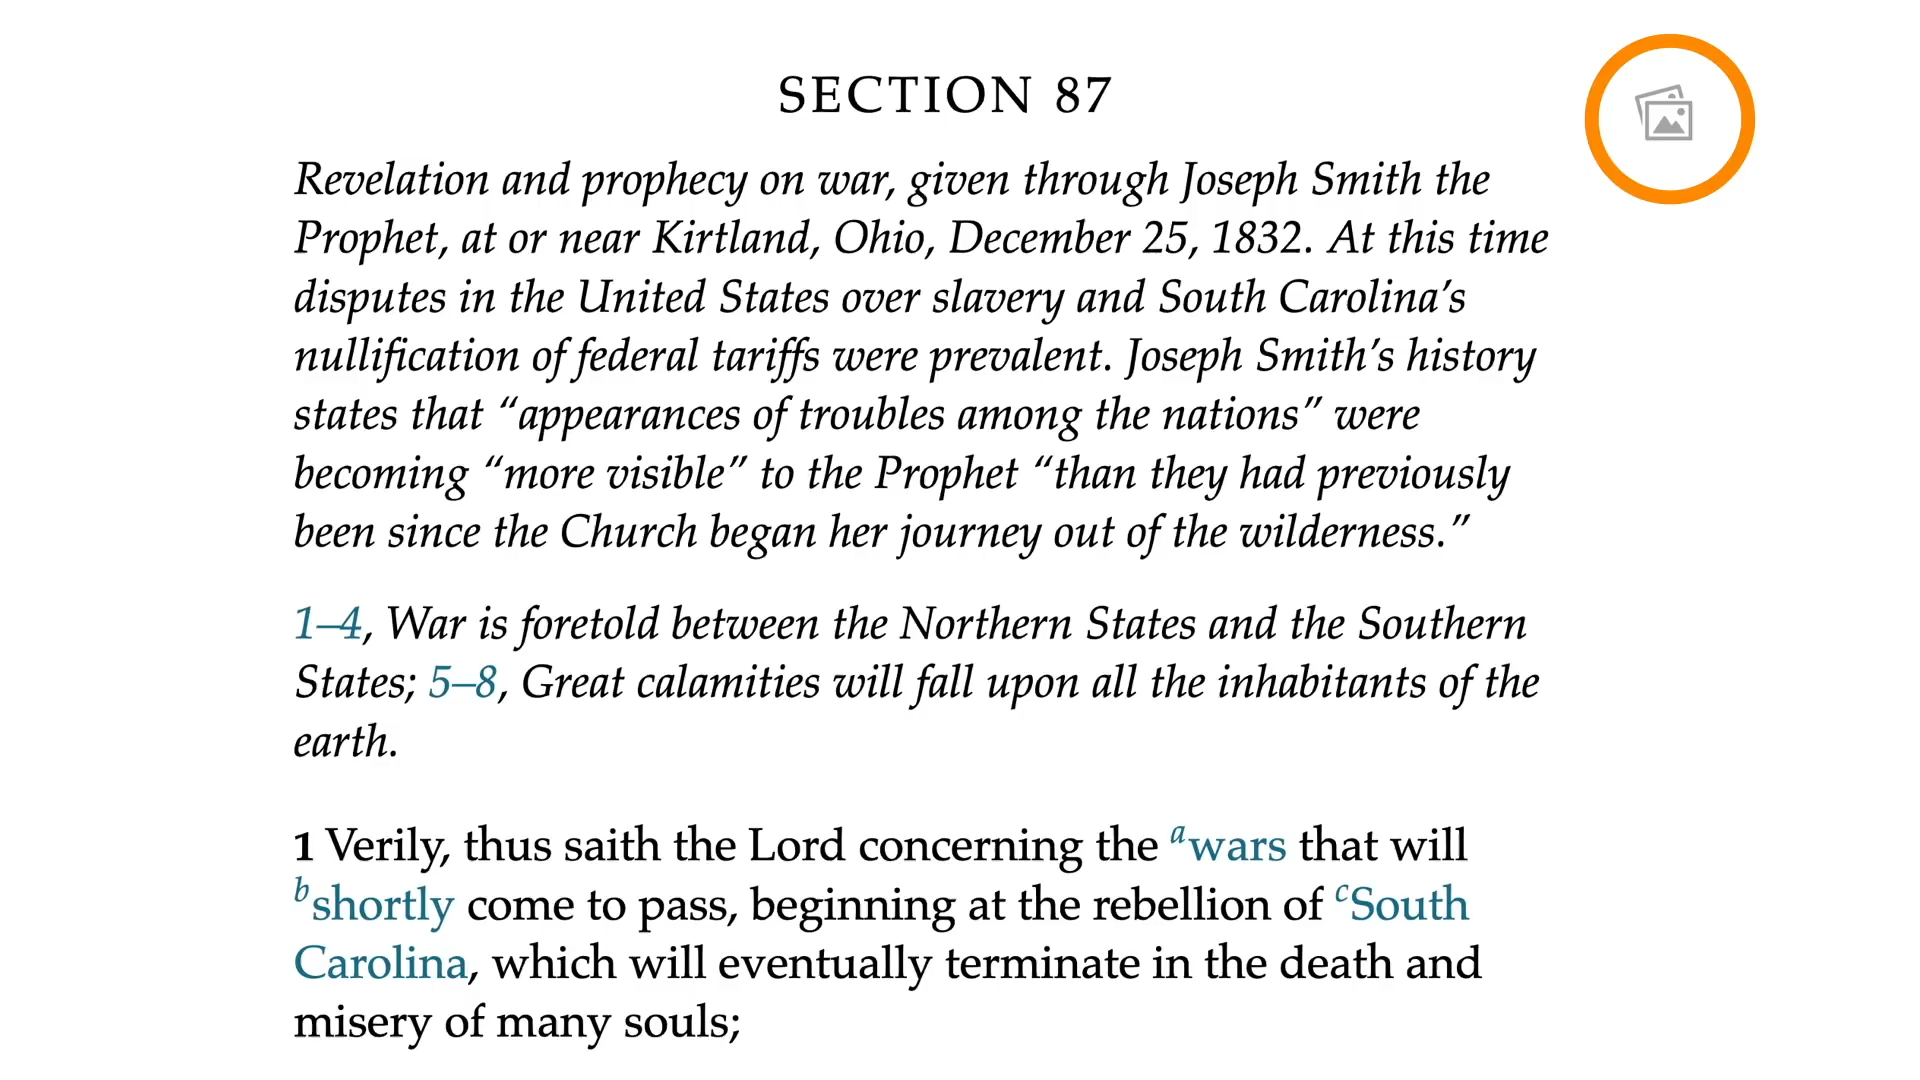 SECTION 87
Revelation and prophecy on war, given through Joseph Smith the
Prophet, at or near Kirtland, Ohio, December 25, 1832. At this time
disputes in the United States over slavery and South Carolina’s
nullification of federal tariffs were prevalent. Joseph Smith’s history
states that “appearances of troubles among the nations” were
becoming “more visible” to the Prophet “than they had previously
been since the Church began her journey out of the wilderness.”
1–4, War is foretold between the Northern States and the Southern
States; 5–8, Great calamities will fall upon all the inhabitants of the
earth.
1 Verily, thus saith the Lord concerning the a wars that will
b shortly come to pass, beginning at the rebellion of c South
Carolina, which will eventually terminate in the death and
misery of many souls;